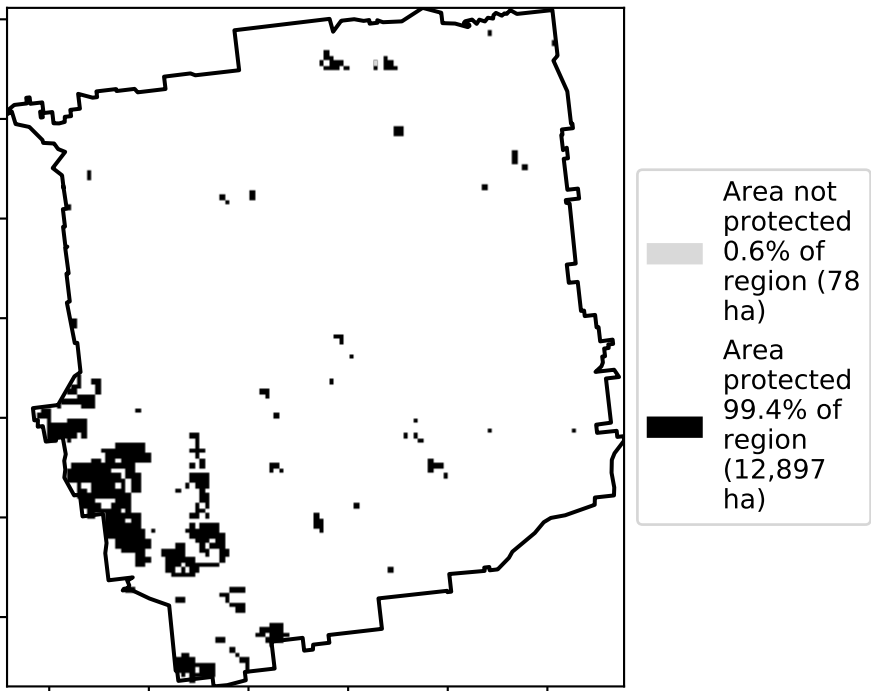 Area not
protected
0.6% of
region (78
ha)
Area
protected
99.4% of
region
(12,897
ha)